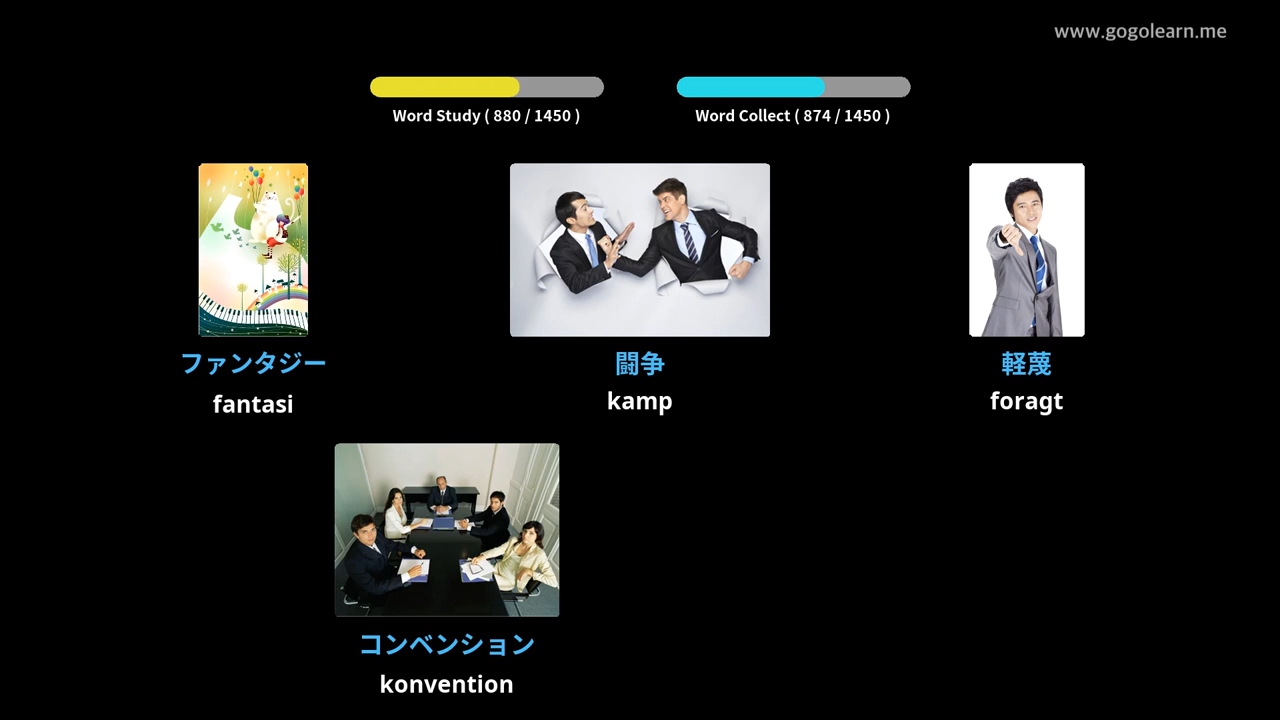 www.gogolearn.me
Word Study ( 880 / 1450 )
Word Collect ( 874 / 1450 )
ファンタジー
闘争
軽蔑
fantasi
kamp
foragt
コンベンション
konvention